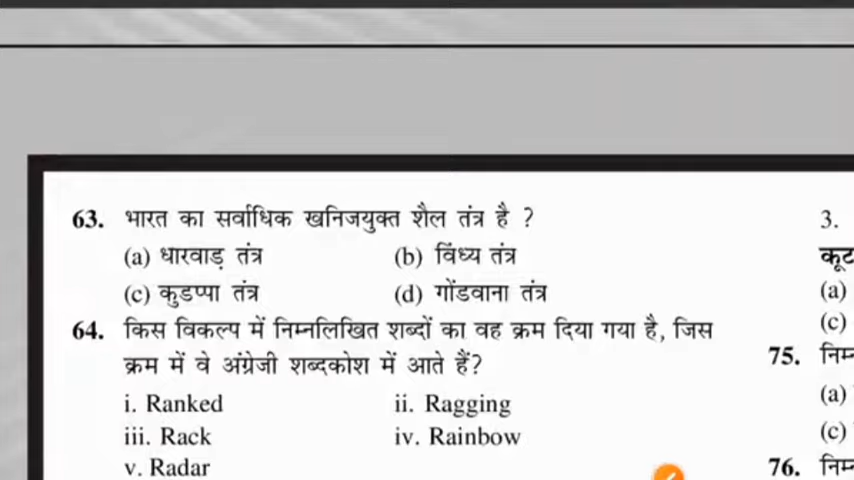 63. भारत का सर्वाधिक खनिजयुक्त शैल तंत्र है ?
(a) धारवाड़ तंत्र (b) विंध्य तंत्र
(c) कुडप्पा तंत्र (d) गोंडवाना तंत्र
64. किस विकल्प में निम्नलिखित शब्दों का वह क्रम दिया गया है, जिस
क्रम में वे अंग्रेजी शब्दकोश में आते हैं?
i. Ranked ii. Ragging
iii. Rack iv. Rainbow
v. Radar
3.
(a)
(c)
75.
(a)
(c)
76.